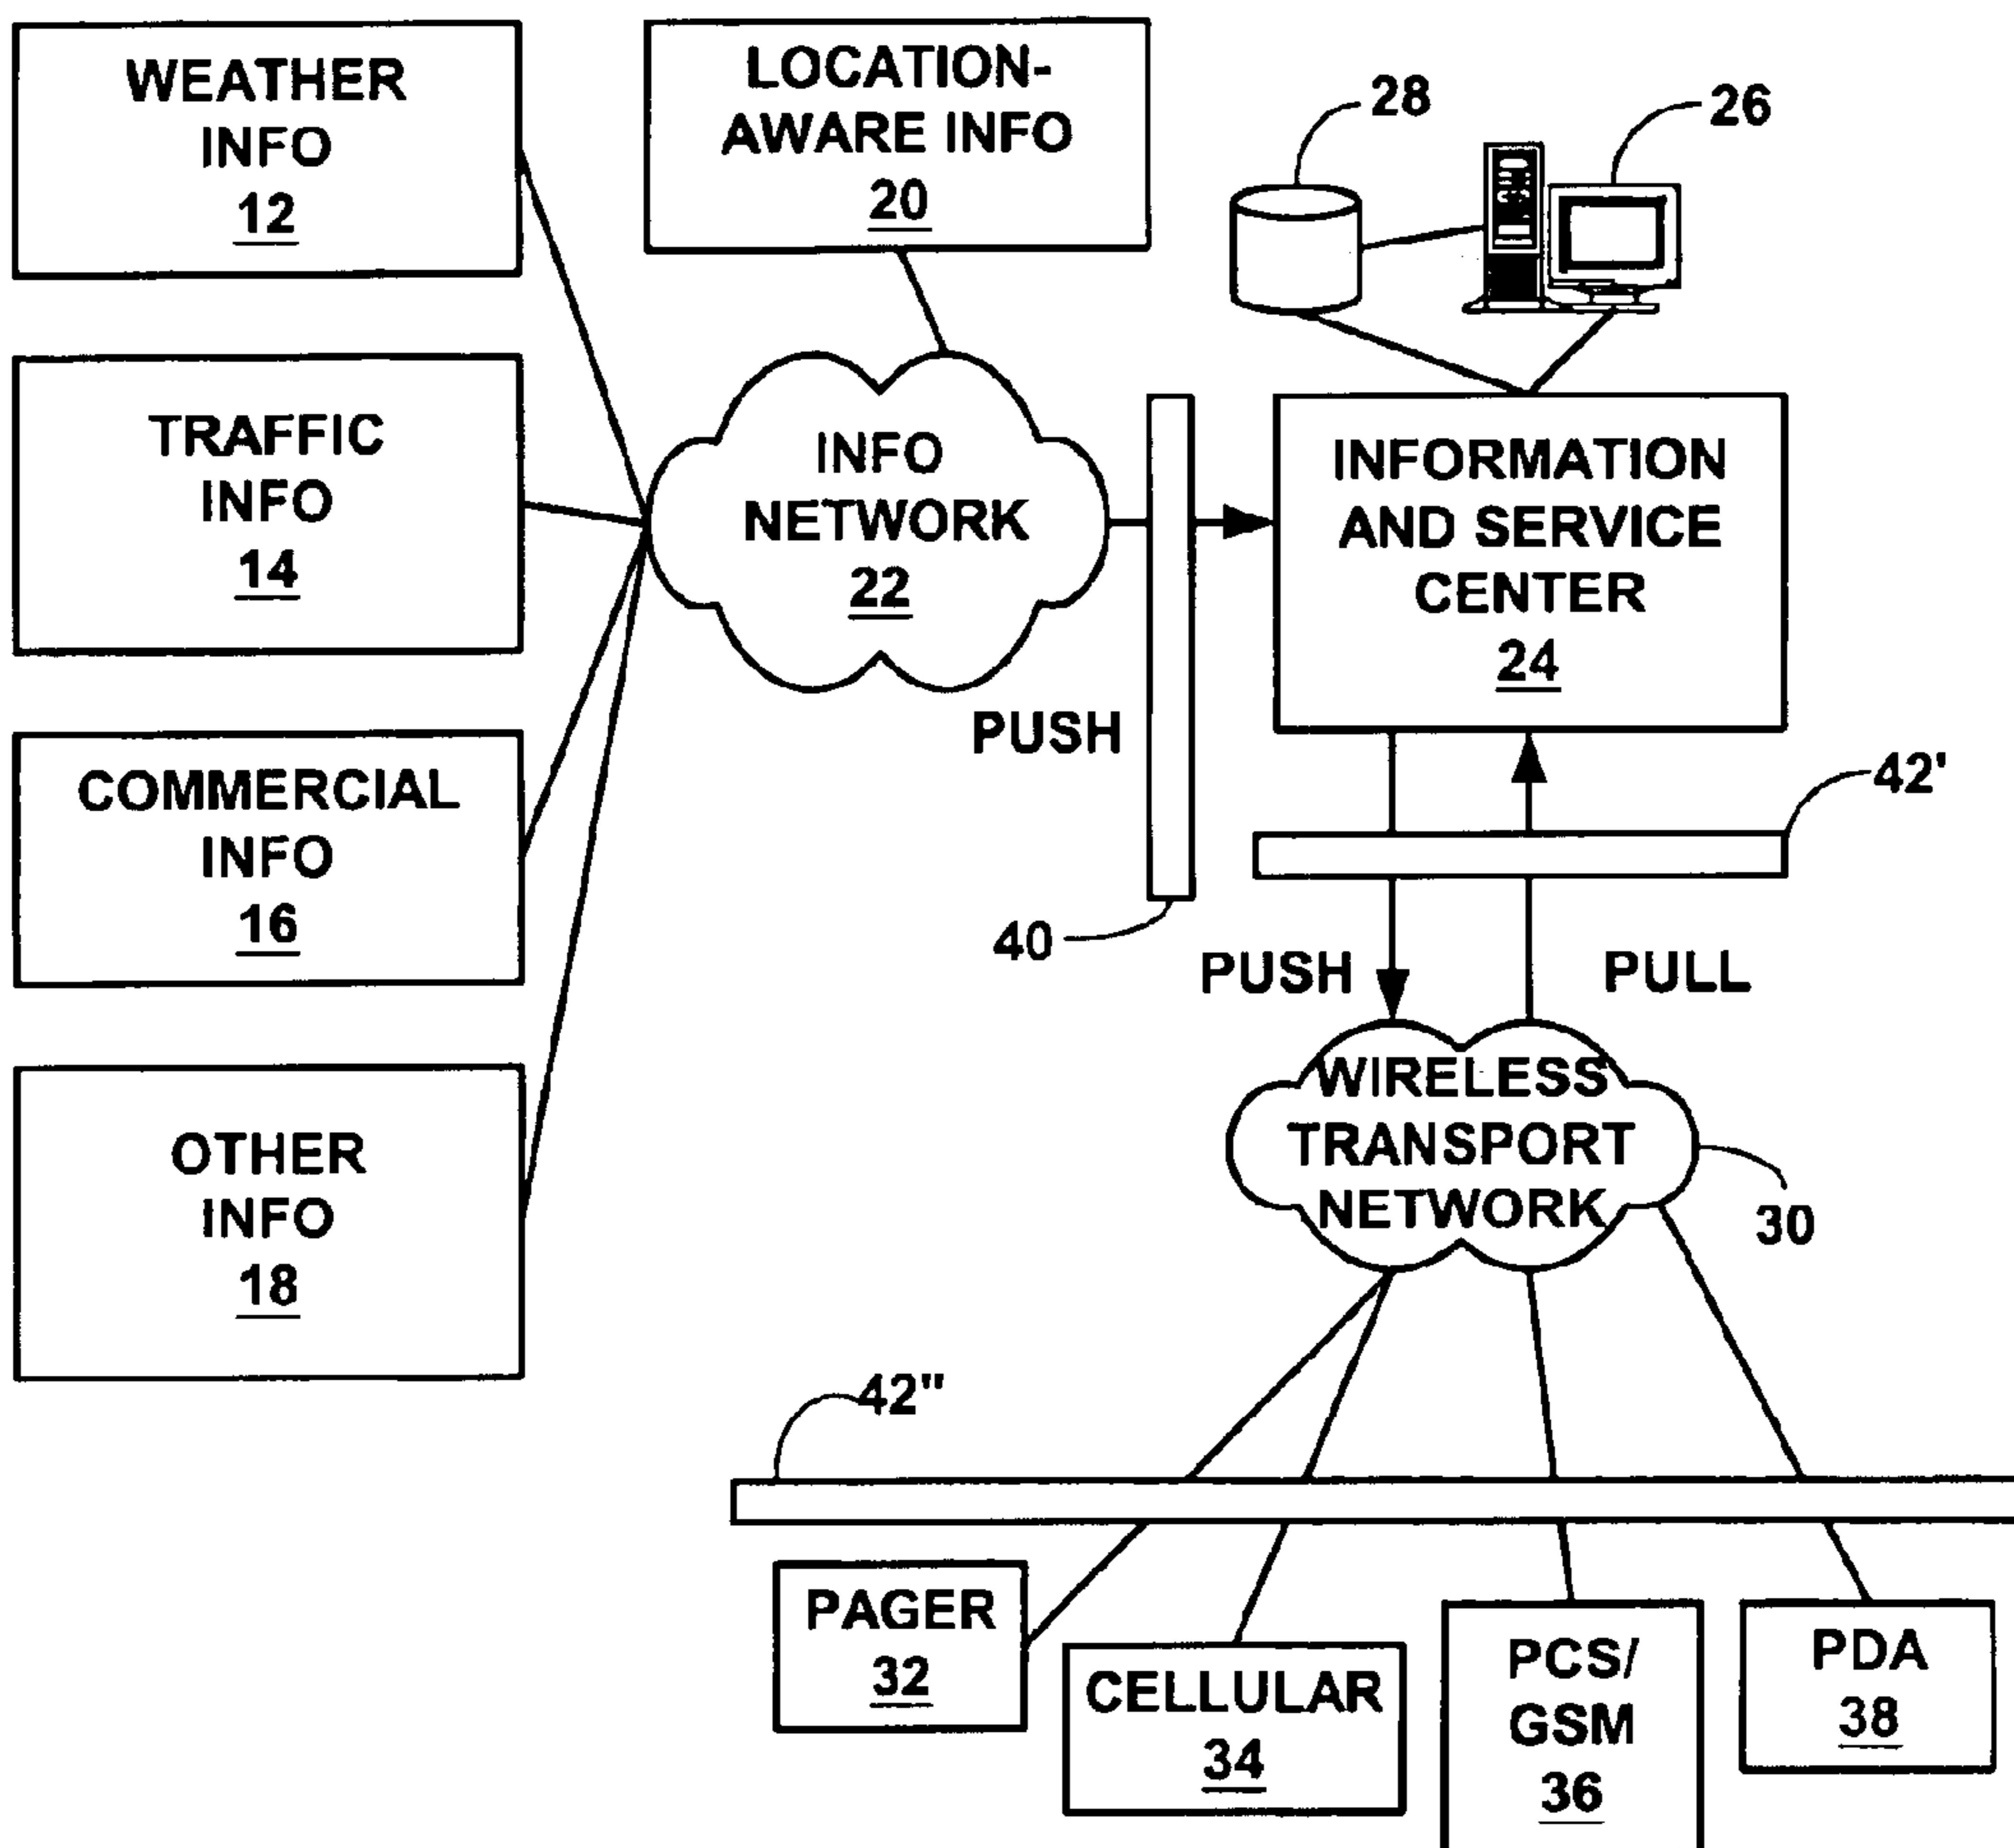 WEATHER
INFO
12
LOCATION-
AWARE INFO
20
28
26
TRAFFIC
INFO
14
INFO
NETWORK
22
INFORMATION
AND SERVICE
CENTER
24
PUSH
42'
COMMERCIAL
INFO
16
40
PUSH
PULL
WIRELESS
TRANSPORT
NETWORK
30
OTHER
INFO
18
42"
PAGER
32
CELLULAR
34
PCS/
GSM
36
PDA
38